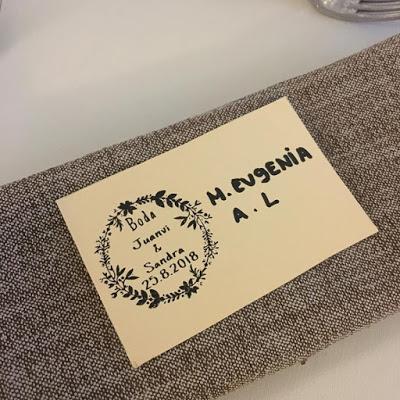 Boda
Juanvi
&
Sandra
25.8.2018
M. EUGENIA
A. L